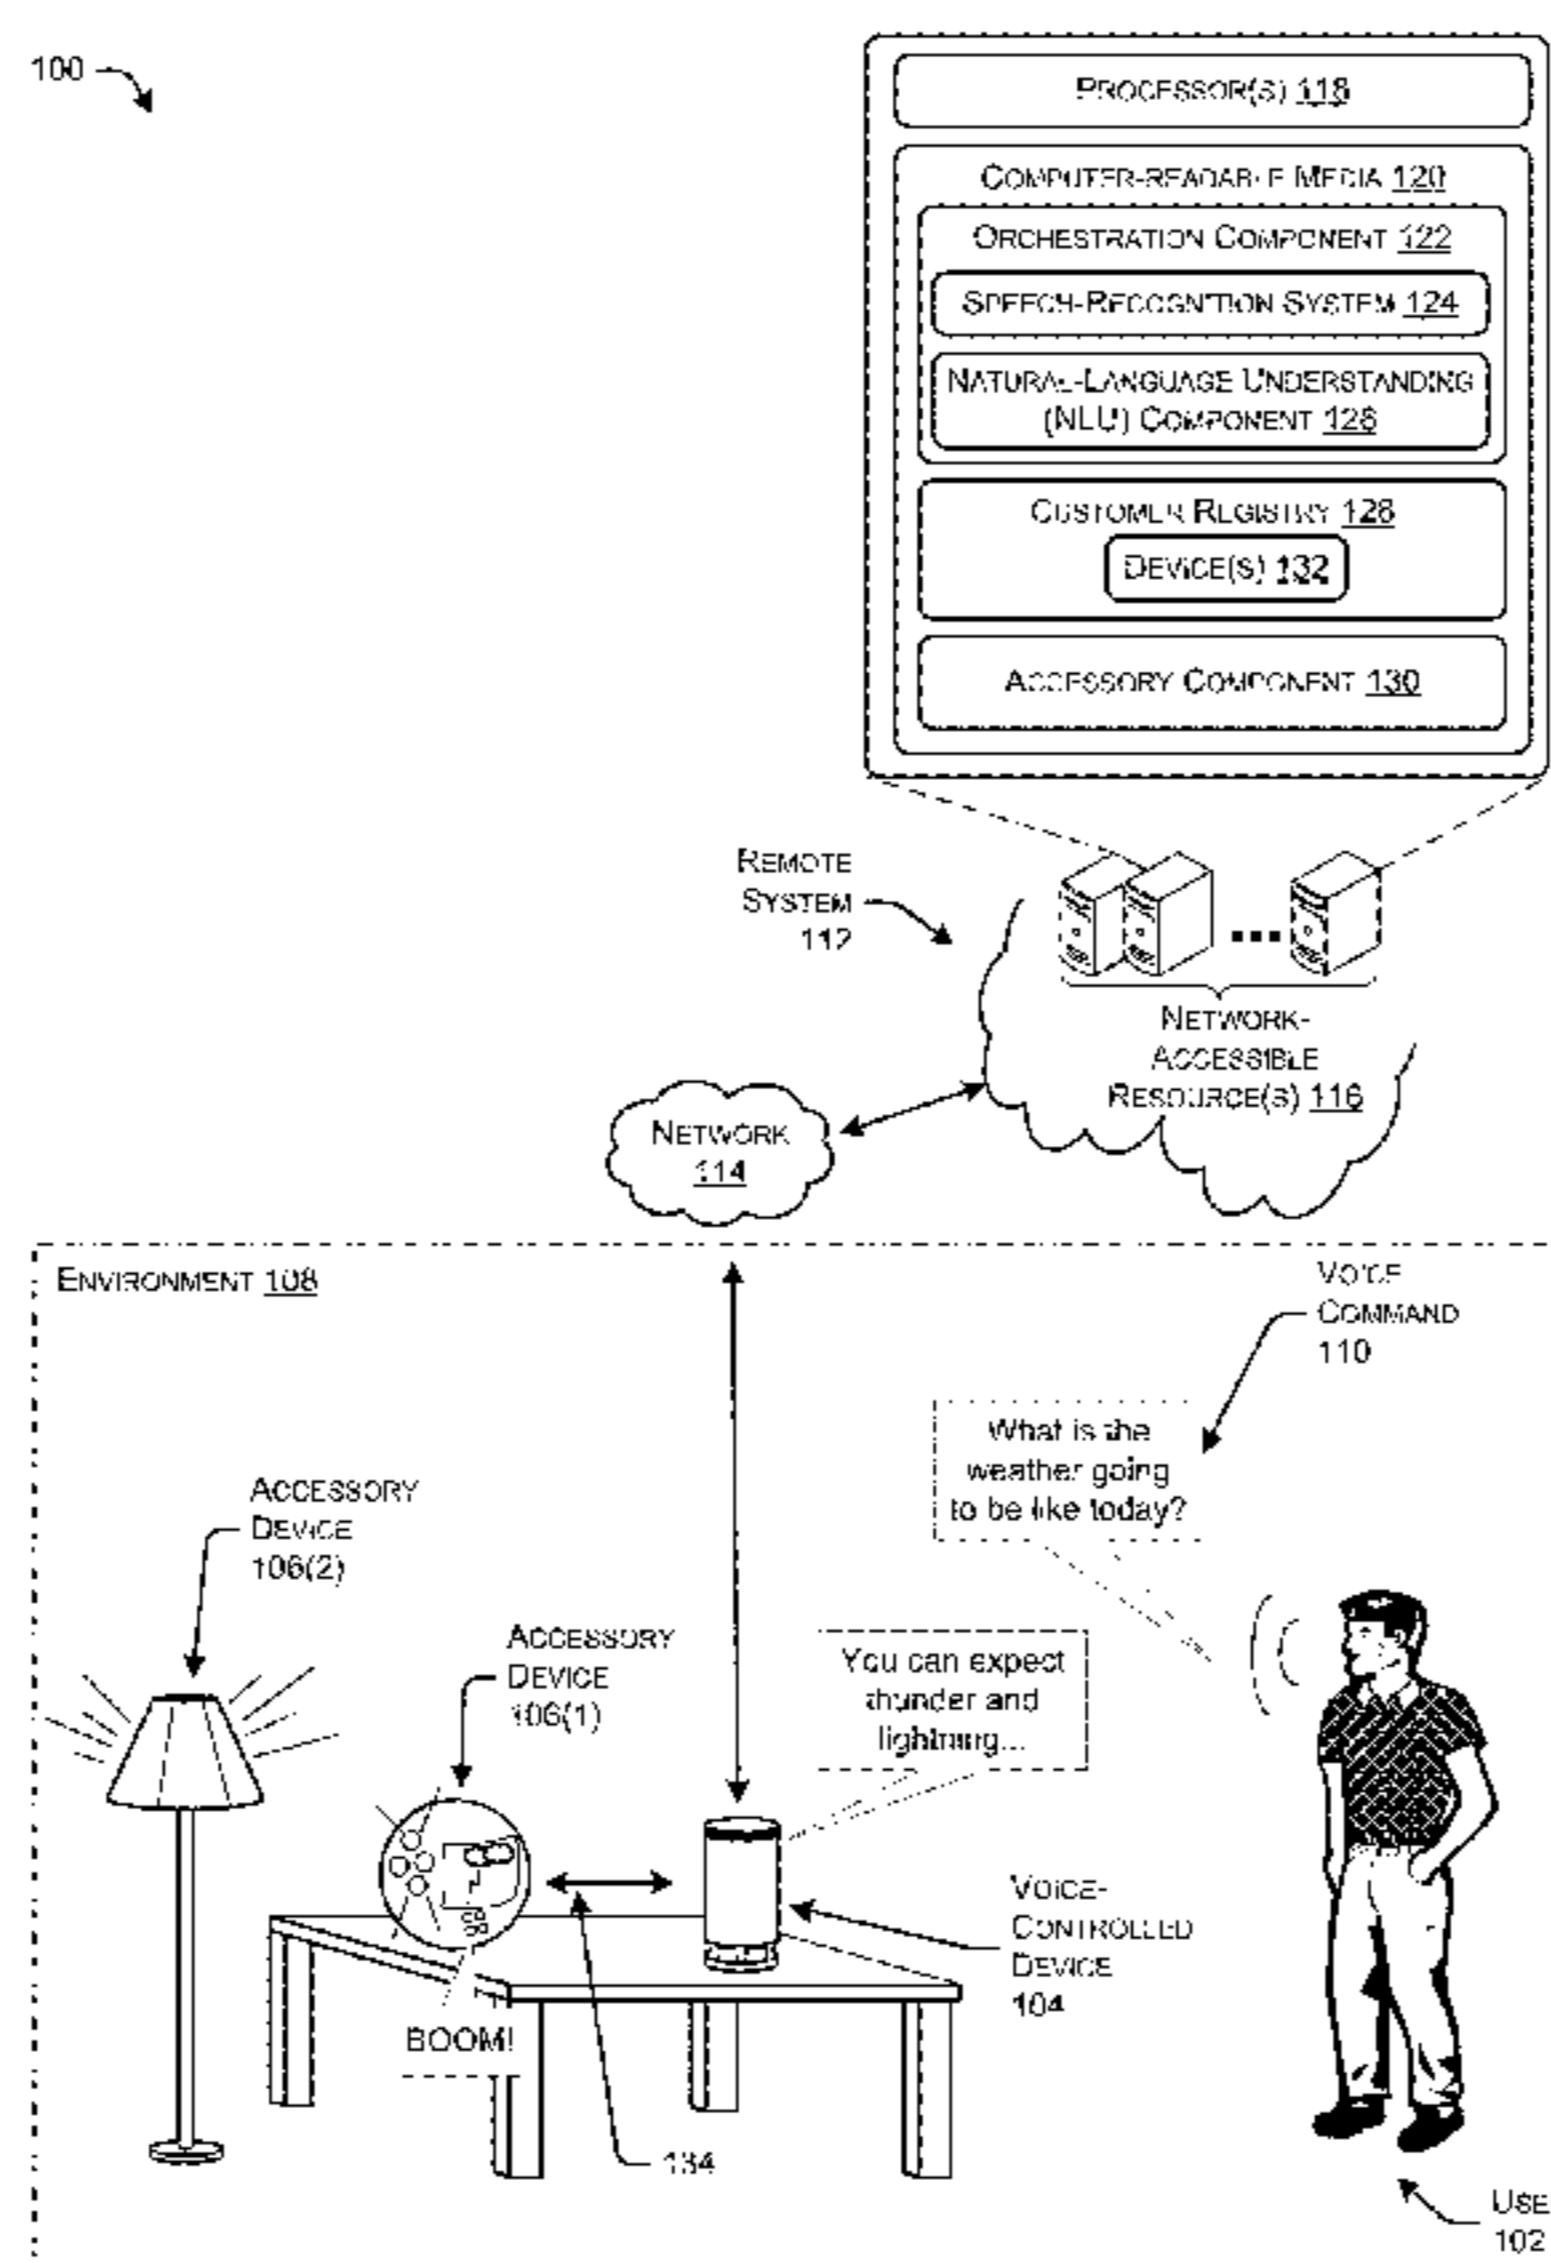 100
PROCESSOR(S) 118
COMPUTER-READABLE MEDIA 120
ORCHESTRATION COMPONENT 122
SPEECH-RECOGNITION SYSTEM 124
NATURAL-LANGUAGE UNDERSTANDING
(NLU) COMPONENT 126
CUSTOMER REGISTRY 128
DEVICE(S) 132
ACCESSORY COMPONENT 130
REMOTE
SYSTEM
112
NETWORK-
ACCESSIBLE
RESOURCE(S) 116
NETWORK
114
ENVIRONMENT 108
VOICE
COMMAND
110
What is the
weather going
to be like today?
ACCESSORY
DEVICE
106(2)
ACCESSORY
DEVICE
106(1)
You can expect
thunder and
lightning...
VOICE-
CONTROLLED
DEVICE
104
BOOM!
134
USE
102